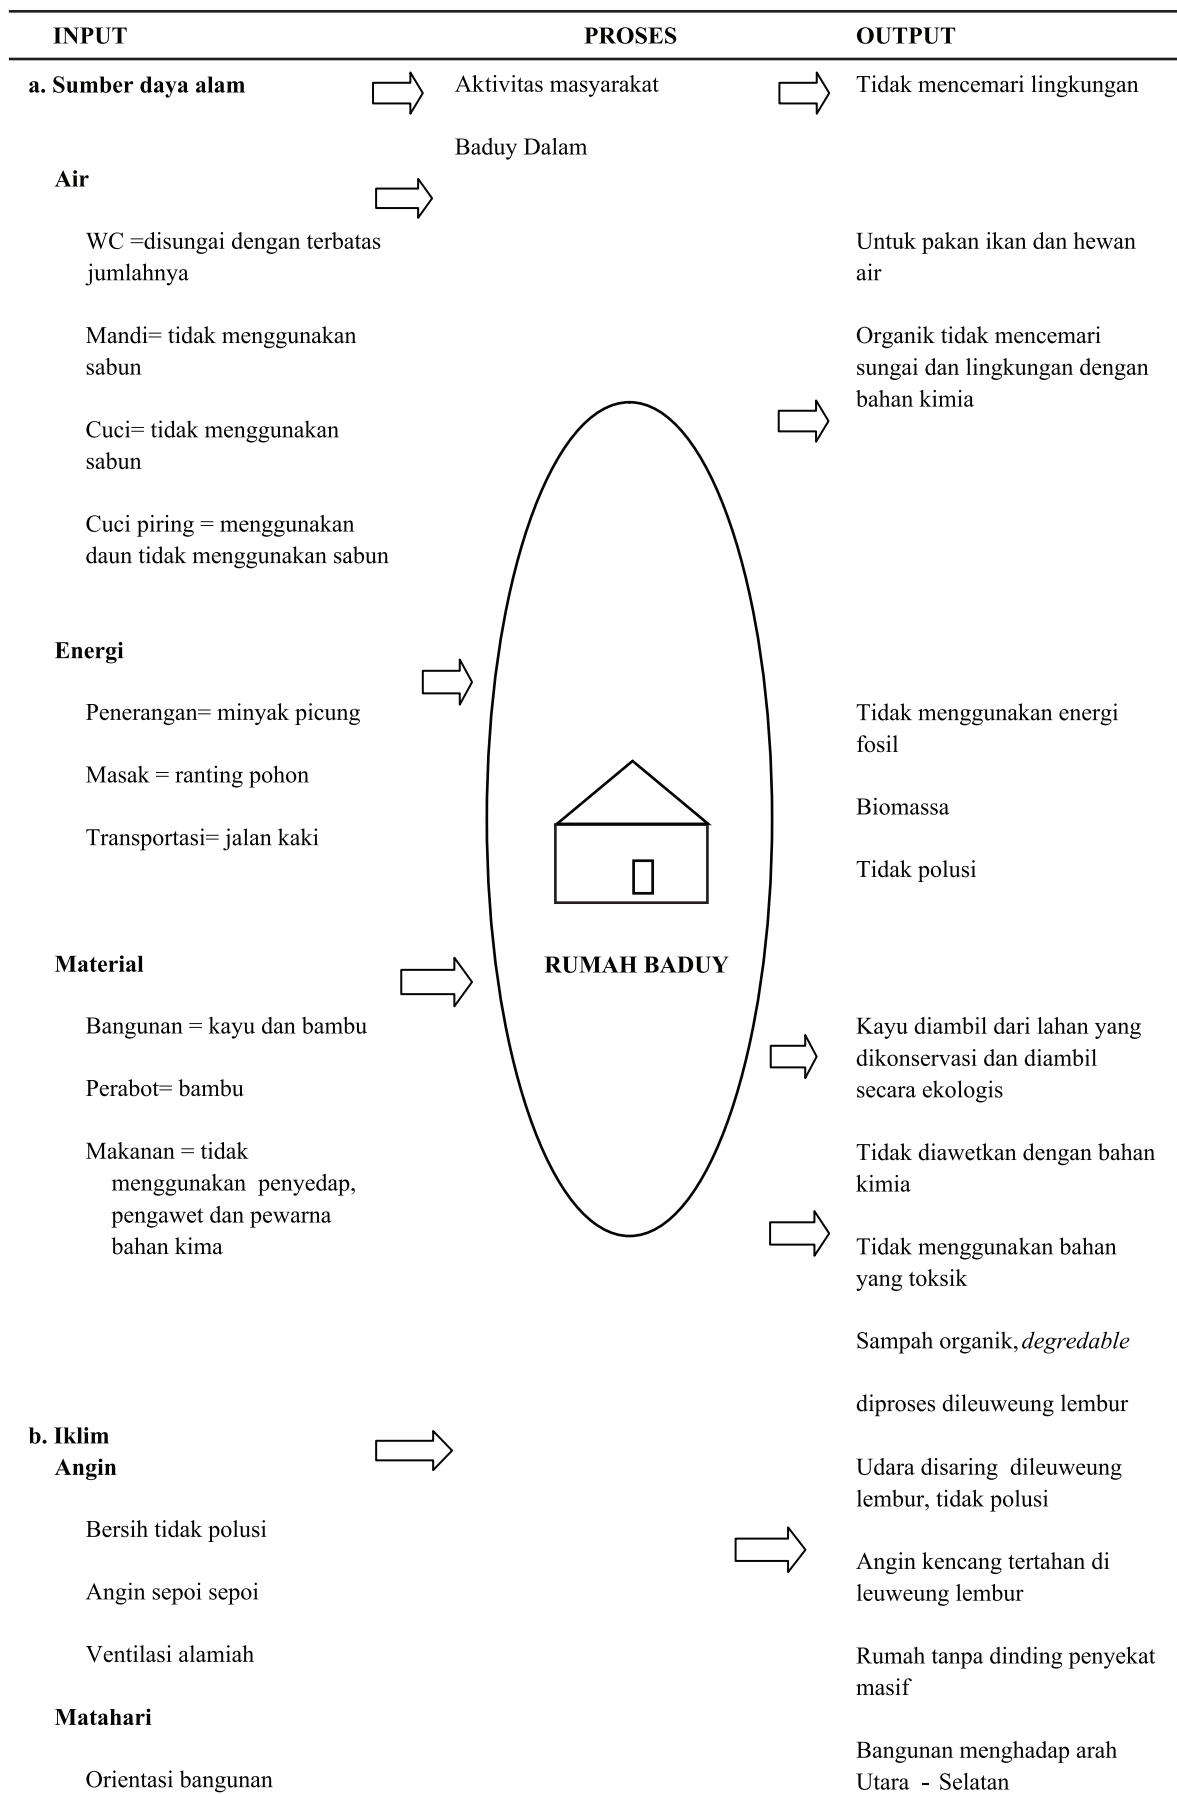 INPUT PROSES OUTPUT
a. Sumber daya alam Aktivitas masyarakat Tidak mencemari lingkungan
Baduy Dalam
Air
WC =disungai dengan terbatas Untuk pakan ikan dan hewan
jumlahnya air
Mandi= tidak menggunakan Organik tidak mencemari
sabun sungai dan lingkungan dengan
bahan kimia
Cuci= tidak menggunakan
sabun
Cuci piring = menggunakan
daun tidak menggunakan sabun
Energi
Penerangan= minyak picung Tidak menggunakan energi
fosil
Masak = ranting pohon
Biomassa
Transportasi= jalan kaki
Tidak polusi
Material RUMAH BADUY
Bangunan = kayu dan bambu Kayu diambil dari lahan yang
dikonservasi dan diambil
Perabot= bambu secara ekologis
Makanan = tidak Tidak diawetkan dengan bahan
menggunakan penyedap, kimia
pengawet dan pewarna
bahan kima Tidak menggunakan bahan
yang toksik
Sampah organik, degredable
diproses dileuweung lembur
b. Iklim
Angin Udara disaring dileuweung
lembur, tidak polusi
Bersih tidak polusi
Angin kencang tertahan di
Angin sepoi sepoi leuweung lembur
Ventilasi alamiah Rumah tanpa dinding penyekat
masif
Matahari
Bangunan menghadap arah
Orientasi bangunan Utara - Selatan